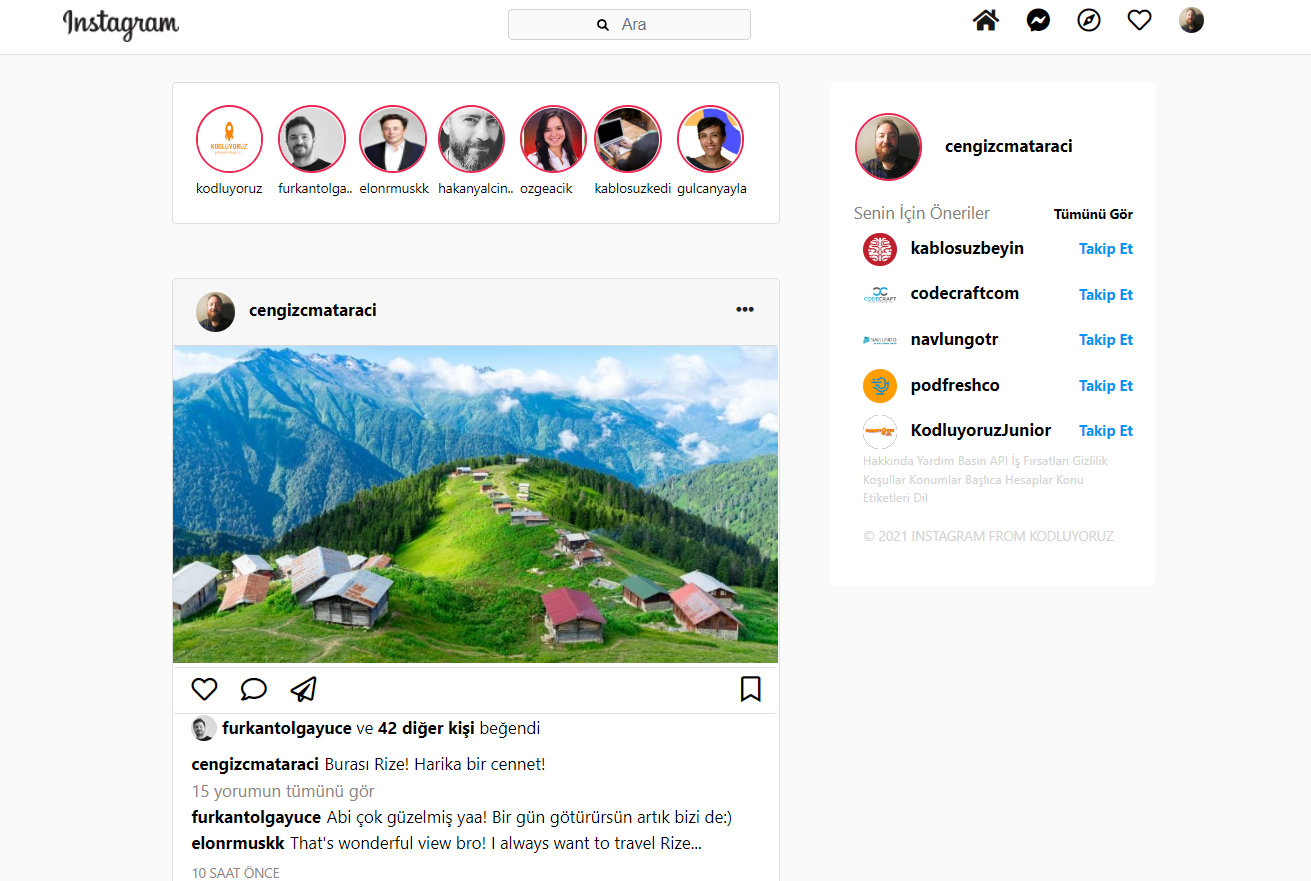 Instagram
Ara
KODLUYORUZ
kodluyoruz furkantolga.. elonrmuskk hakanyalcin.. ozgeacik kablosuzkedi gulcanyayla
cengizcmataraci
Senin İçin Öneriler Tümünü Gör
kablosuzbeyin Takip Et
CODECRAFT
codecraftcom Takip Et
NAVLUNGO
navlungotr Takip Et
podfreshco Takip Et
KodluyoruzJunior Takip Et
Hakkında Yardım Basın API İş Fırsatları Gizlilik
Koşullar Konumlar Başlıca Hesaplar Konu
Etiketleri Dil
© 2021 INSTAGRAM FROM KODLUYORUZ
cengizcmataraci
furkantolgayuce ve 42 diğer kişi beğendi
cengizcmataraci Burası Rize! Harika bir cennet!
15 yorumun tümünü gör
furkantolgayuce Abi çok güzelmiş yaa! Bir gün götürürsün artık bizi de:)
elonrmuskk That's wonderful view bro! I always want to travel Rize...
10 SAAT ÖNCE